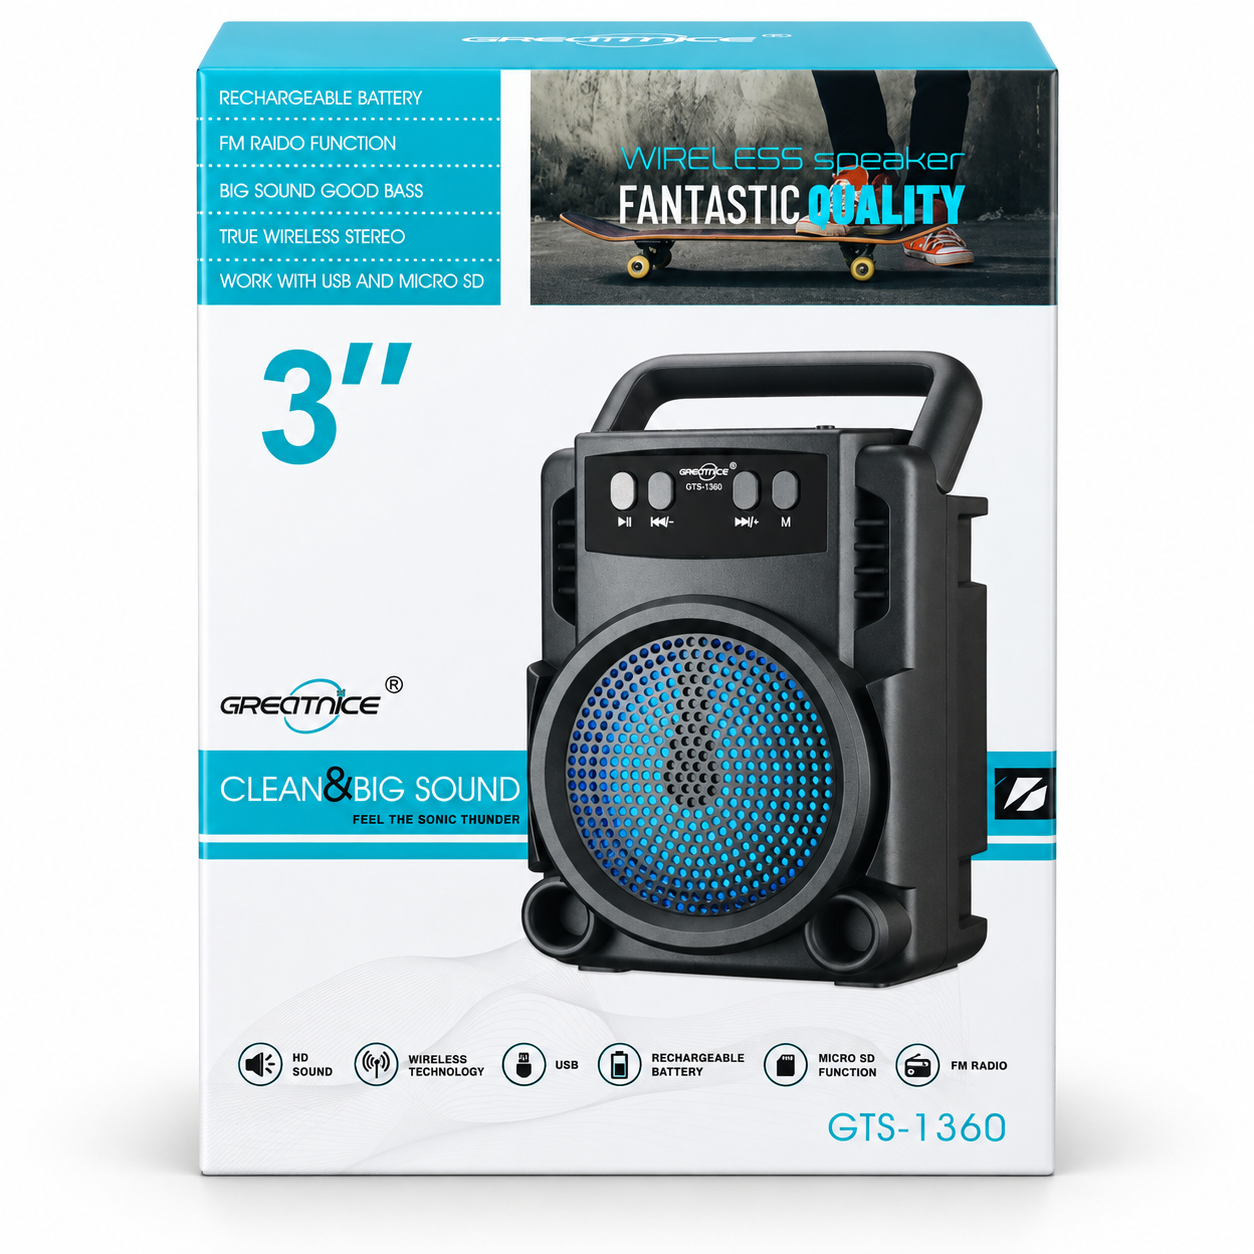 GREATNICE ®
RECHARGEABLE BATTERY
FM RAIDO FUNCTION
BIG SOUND GOOD BASS
TRUE WIRELESS STEREO
WORK WITH USB AND MICRO SD
WIRELESS speaker
FANTASTIC QUALITY
3"
GREATNICE ®
GTS-1360
▶II
I◀◀/-
▶▶I/+
M
GREATNICE ®
CLEAN&BIG SOUND
FEEL THE SONIC THUNDER
HD
SOUND
WIRELESS
TECHNOLOGY
USB
RECHARGEABLE
BATTERY
MICRO SD
FUNCTION
FM RADIO
GTS-1360